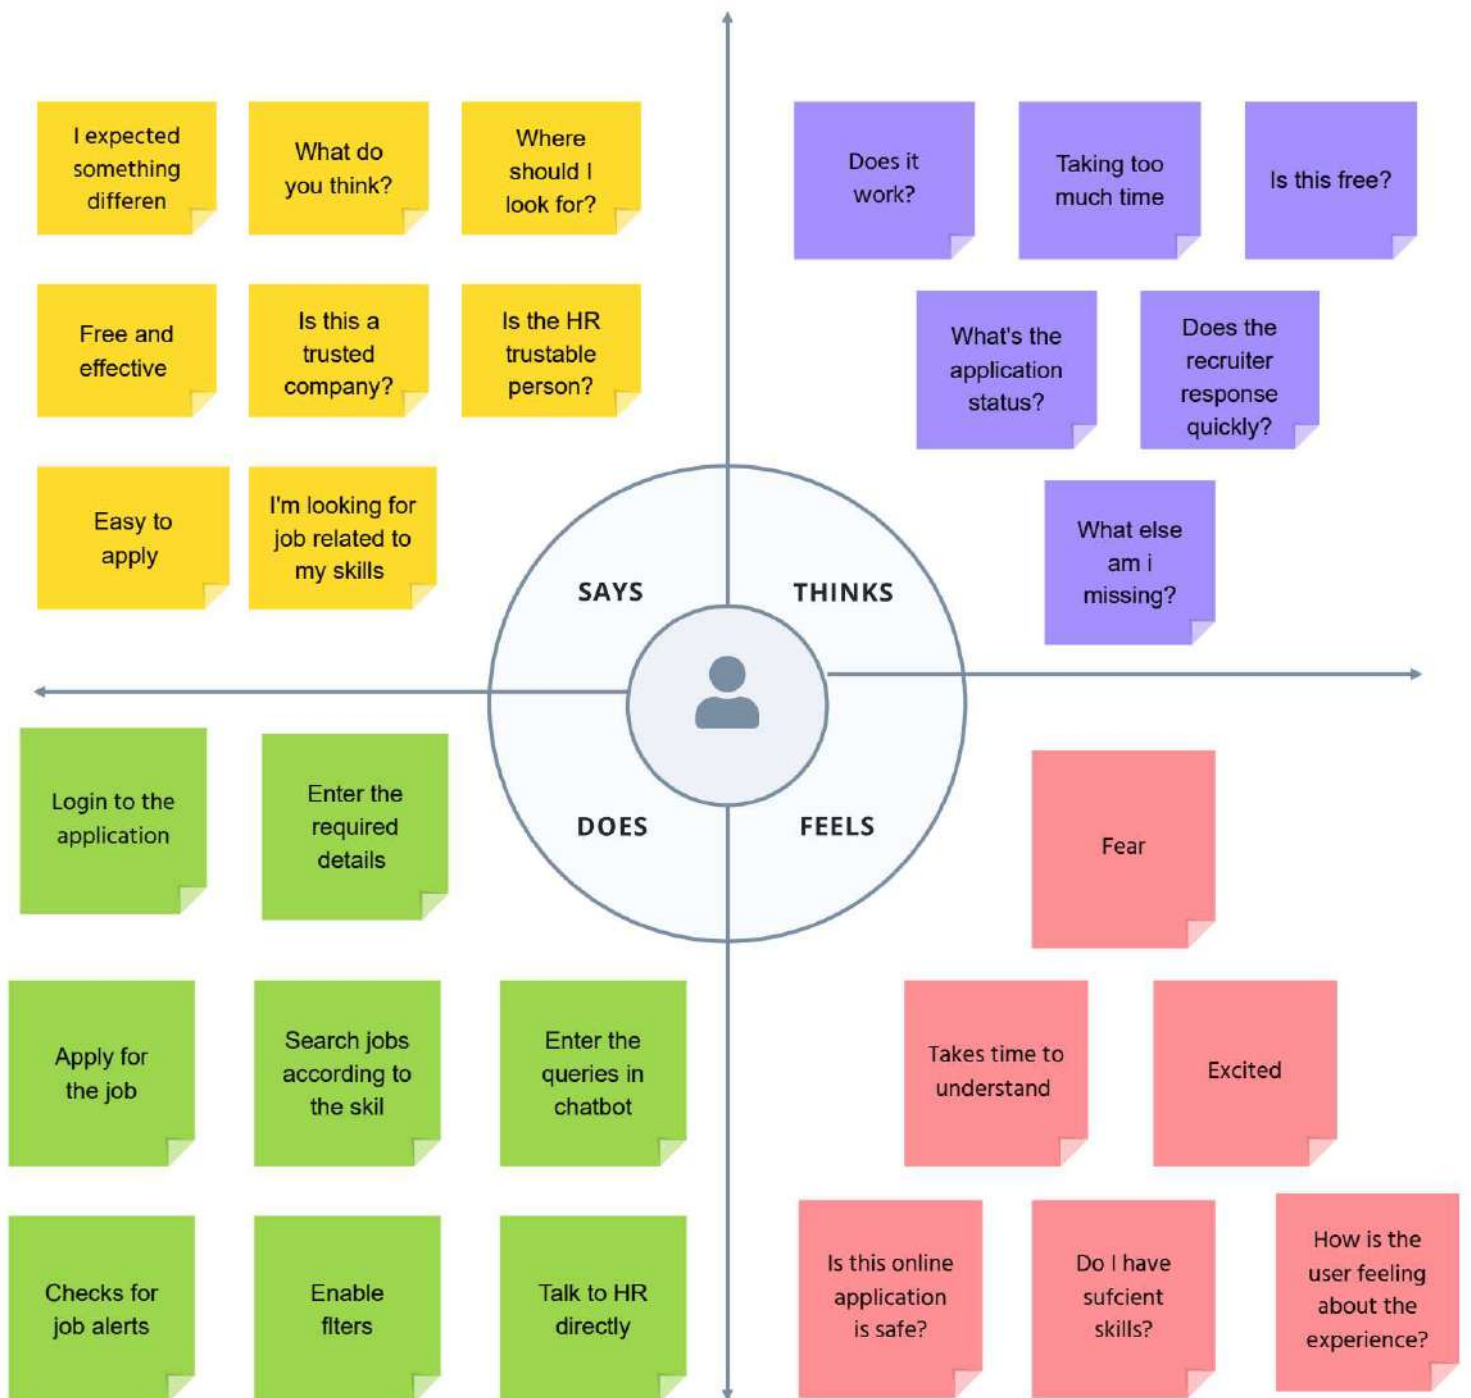 I expected
something
differen
What do
you think?
Where
should I
look for?
Free and
effective
Is this a
trusted
company?
Is the HR
trustable
person?
Easy to
apply
I'm looking for
job related to
my skills
Does it
work?
Taking too
much time
Is this free?
What's the
application
status?
Does the
recruiter
response
quickly?
What else
am i
missing?
SAYS
THINKS
DOES
FEELS
Login to the
application
Enter the
required
details
Apply for
the job
Search jobs
according to
the skil
Enter the
queries in
chatbot
Checks for
job alerts
Enable
flters
Talk to HR
directly
Fear
Takes time to
understand
Excited
Is this online
application
is safe?
Do I have
sufcient
skills?
How is the
user feeling
about the
experience?